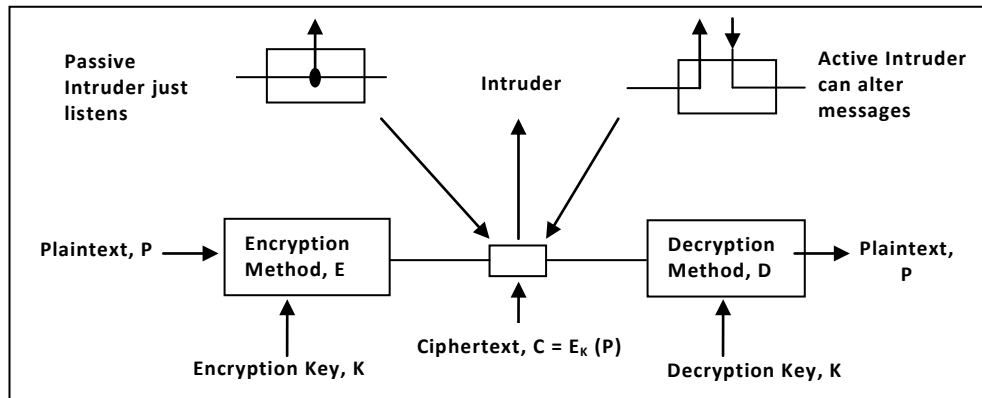 Passive
Intruder just
listens
Intruder
Active Intruder
can alter
messages
Plaintext, P
Encryption
Method, E
Decryption
Method, D
Plaintext,
P
Encryption Key, K
Ciphertext, C = EK (P)
Decryption Key, K